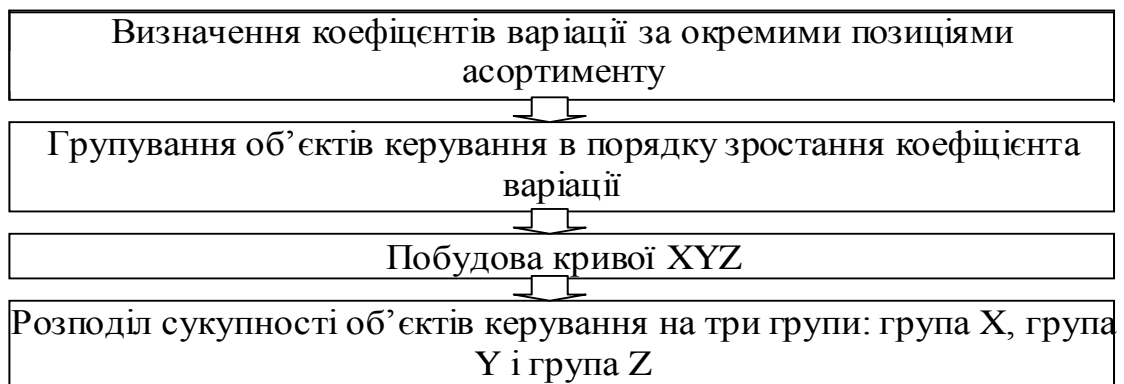 Визначення коефіцєнтів варіації за окремими позиціями
асортименту
Групування об’єктів керування в порядку зростання коефіцієнта
варіації
Побудова кривої XYZ
Розподіл сукупності об’єктів керування на три групи: група X, група
Y і група Z